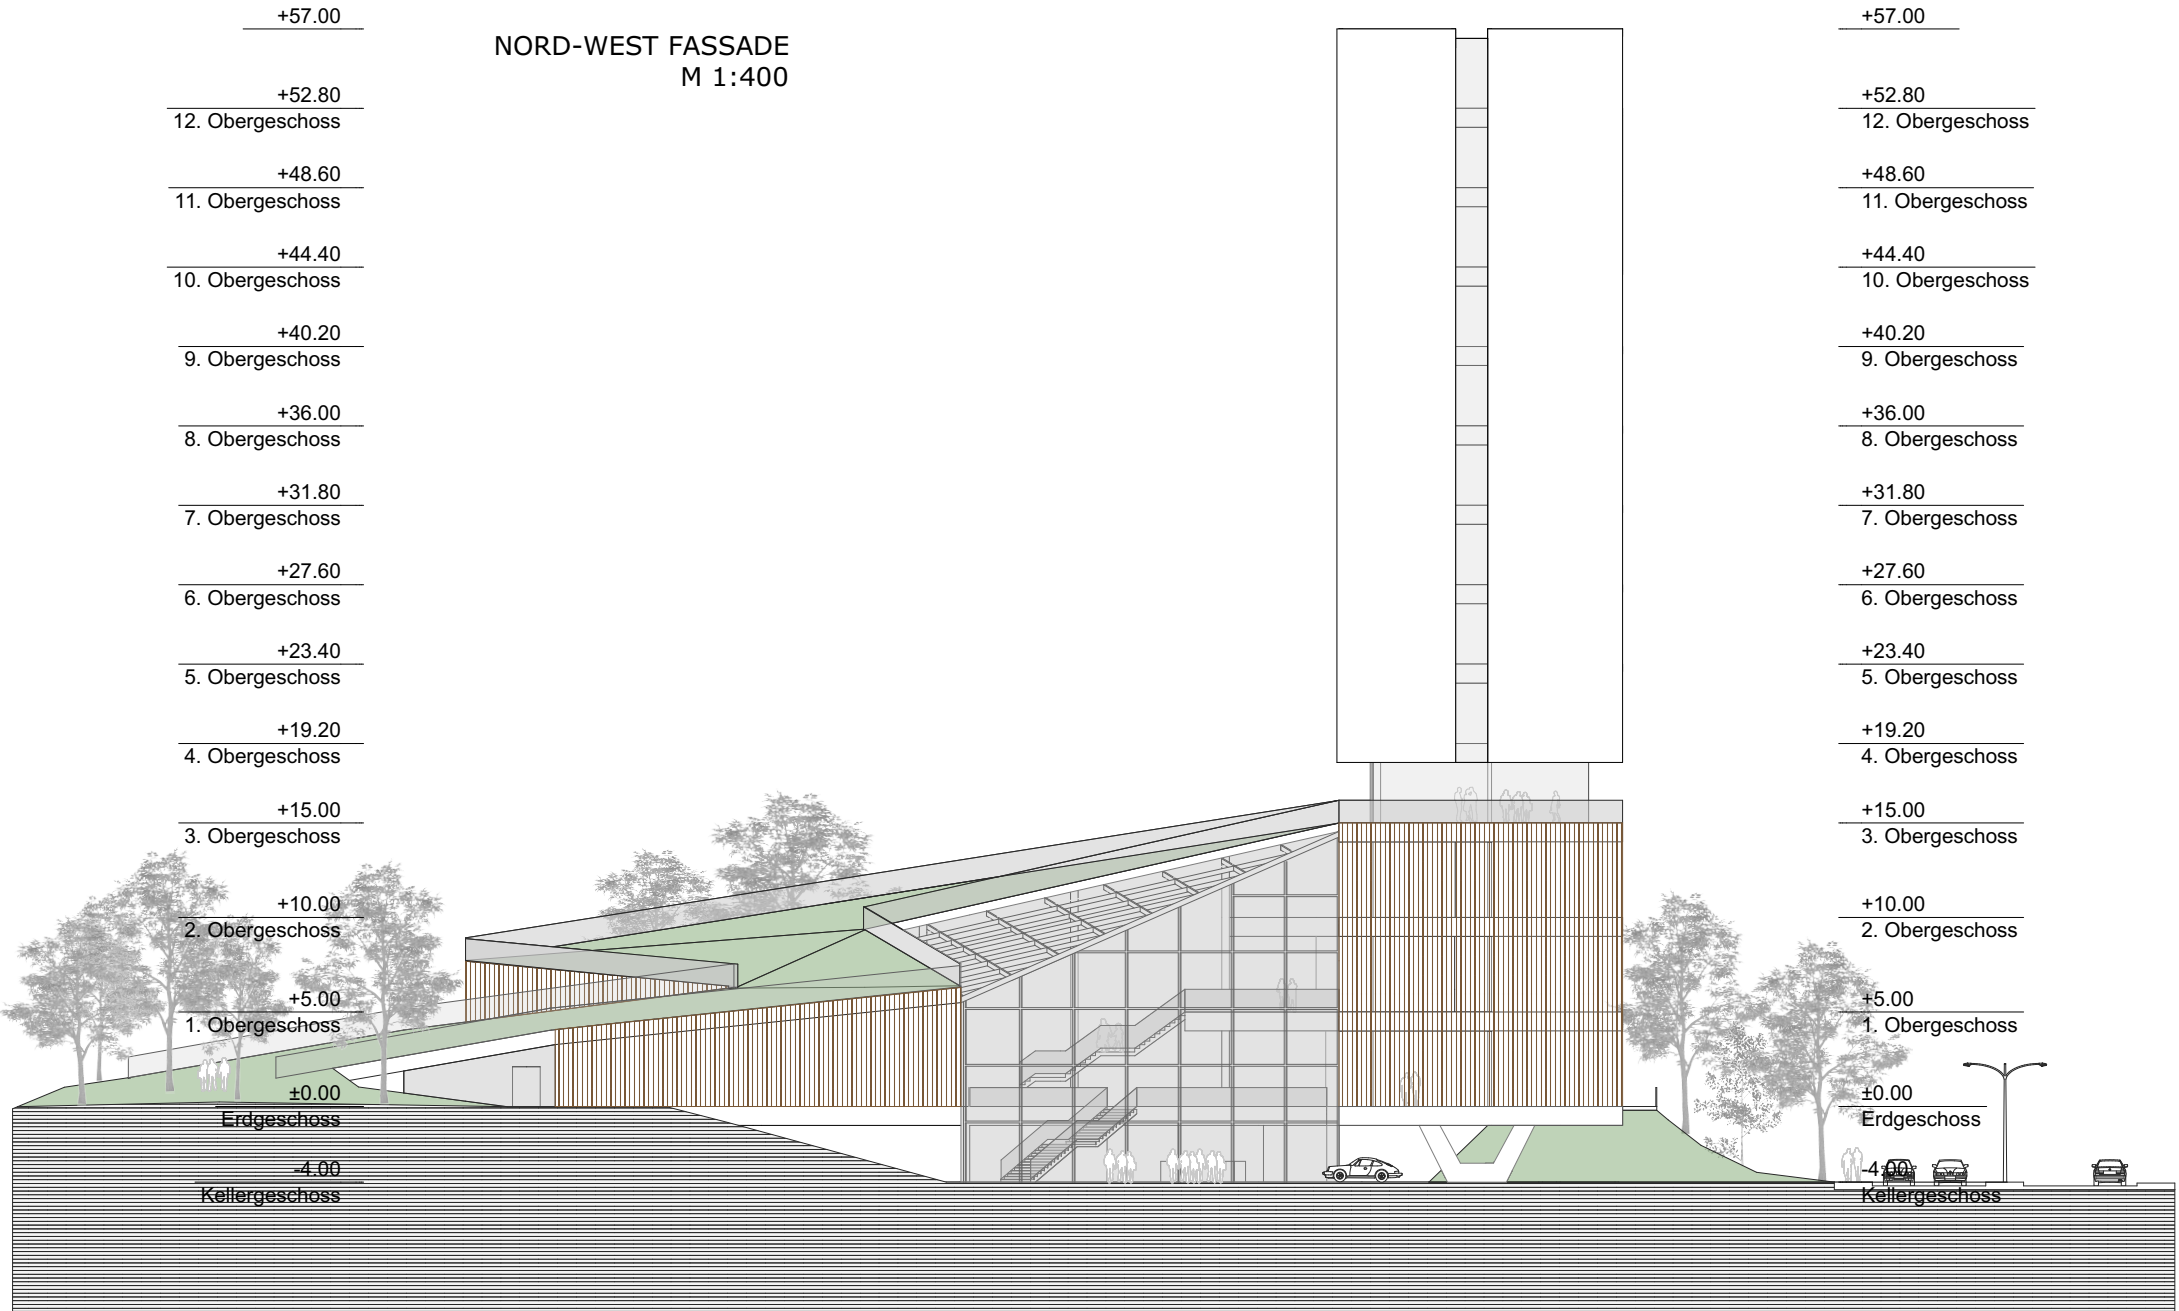 +57.00
NORD-WEST FASSADE
M 1:400
+52.80
12. Obergeschoss
+48.60
11. Obergeschoss
+44.40
10. Obergeschoss
+40.20
9. Obergeschoss
+36.00
8. Obergeschoss
+31.80
7. Obergeschoss
+27.60
6. Obergeschoss
+23.40
5. Obergeschoss
+19.20
4. Obergeschoss
+15.00
3. Obergeschoss
+10.00
2. Obergeschoss
+5.00
1. Obergeschoss
±0.00
Erdgeschoss
-4.00
Kellergeschoss
+57.00
+52.80
12. Obergeschoss
+48.60
11. Obergeschoss
+44.40
10. Obergeschoss
+40.20
9. Obergeschoss
+36.00
8. Obergeschoss
+31.80
7. Obergeschoss
+27.60
6. Obergeschoss
+23.40
5. Obergeschoss
+19.20
4. Obergeschoss
+15.00
3. Obergeschoss
+10.00
2. Obergeschoss
+5.00
1. Obergeschoss
±0.00
Erdgeschoss
-4.00
Kellergeschoss